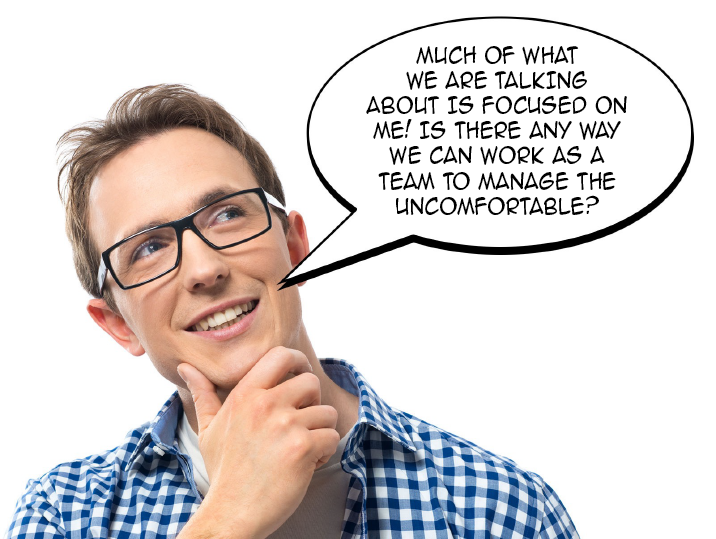 MUCH OF WHAT
WE ARE TALKING
ABOUT IS FOCUSED ON
ME! IS THERE ANY WAY
WE CAN WORK AS A
TEAM TO MANAGE THE
UNCOMFORTABLE?